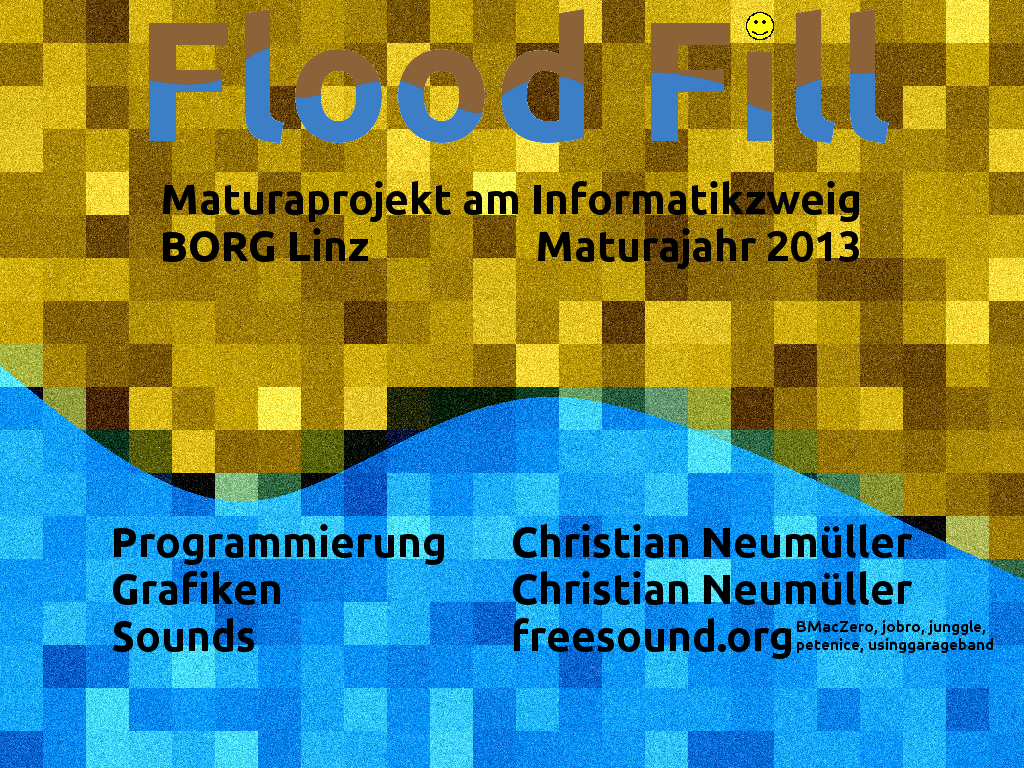 Flood Fill
Maturaprojekt am Informatikzweig
BORG Linz Maturajahr 2013
Programmierung Christian Neumüller
Grafiken Christian Neumüller
Sounds freesound.org BMacZero, jobro, junggle,
petenice, usinggarageband